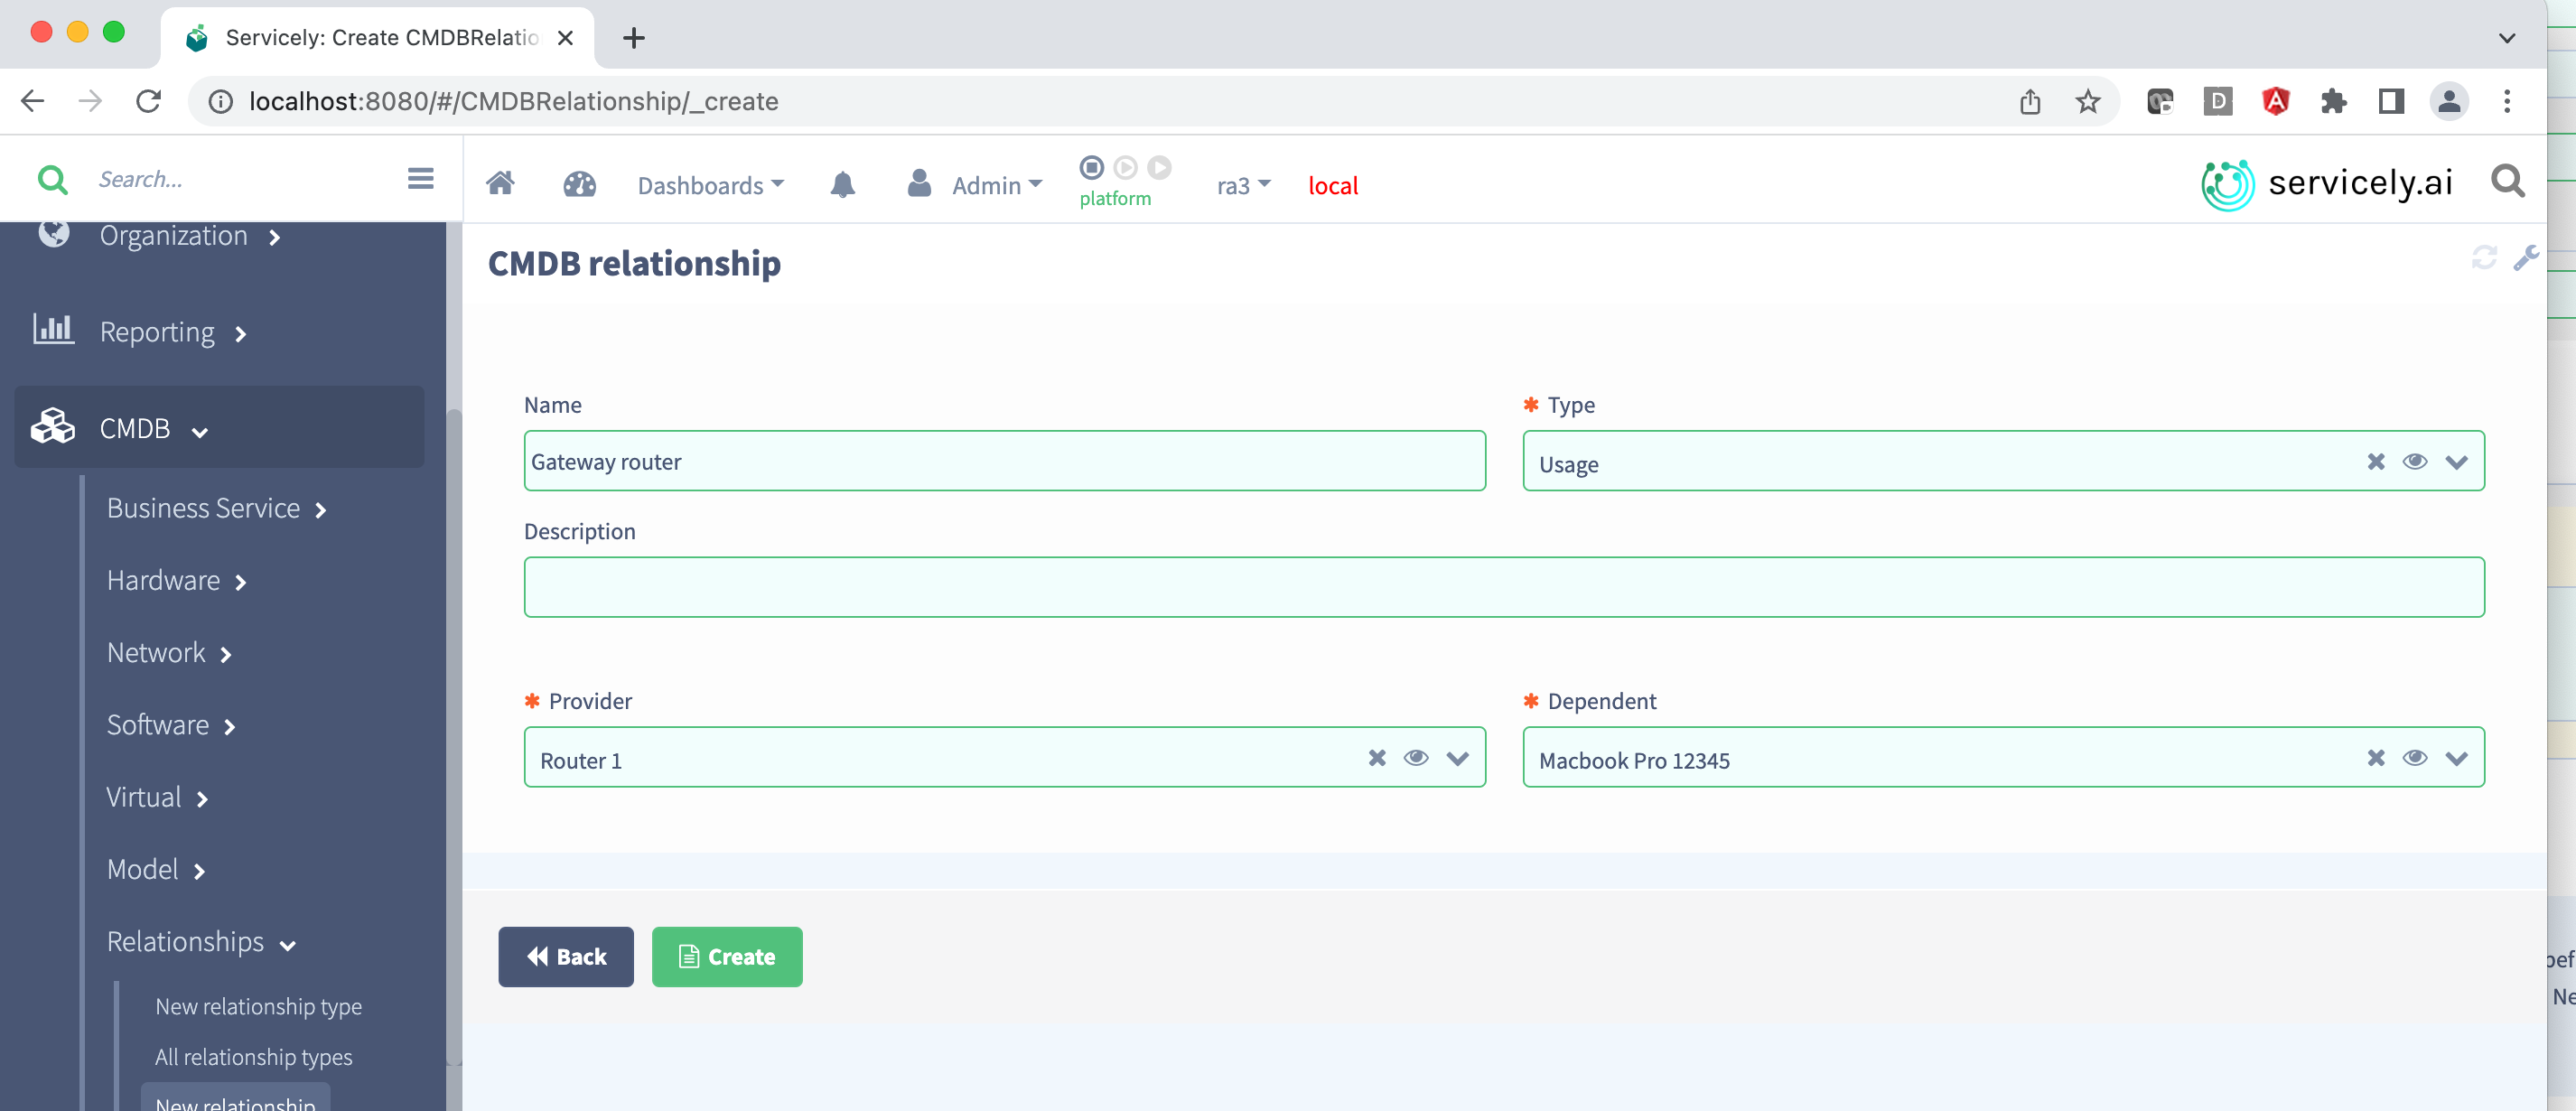 Servicely: Create CMDBRelatio
localhost:8080/#/CMDBRelationship/_create
Search...
Dashboards
Admin
platform
ra3
local
servicely.ai
Organization
Reporting
CMDB
Business Service
Hardware
Network
Software
Virtual
Model
Relationships
New relationship type
All relationship types
New relationship
CMDB relationship
Name
* Type
Gateway router
Usage
Description
* Provider
* Dependent
Router 1
Macbook Pro 12345
Back
Create